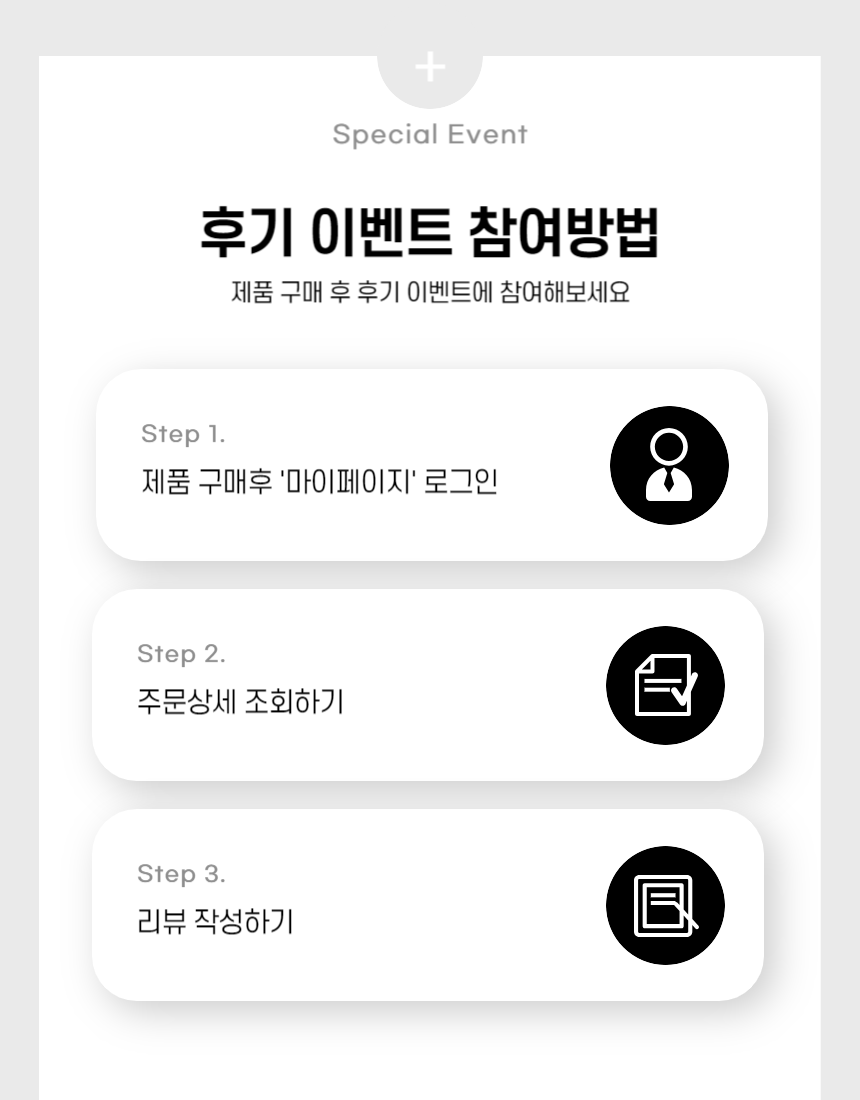 +
Special Event
후기 이벤트 참여방법
제품 구매 후 후기 이벤트에 참여해보세요
Step 1.
제품 구매후 '마이페이지' 로그인
Step 2.
주문상세 조회하기
Step 3.
리뷰 작성하기